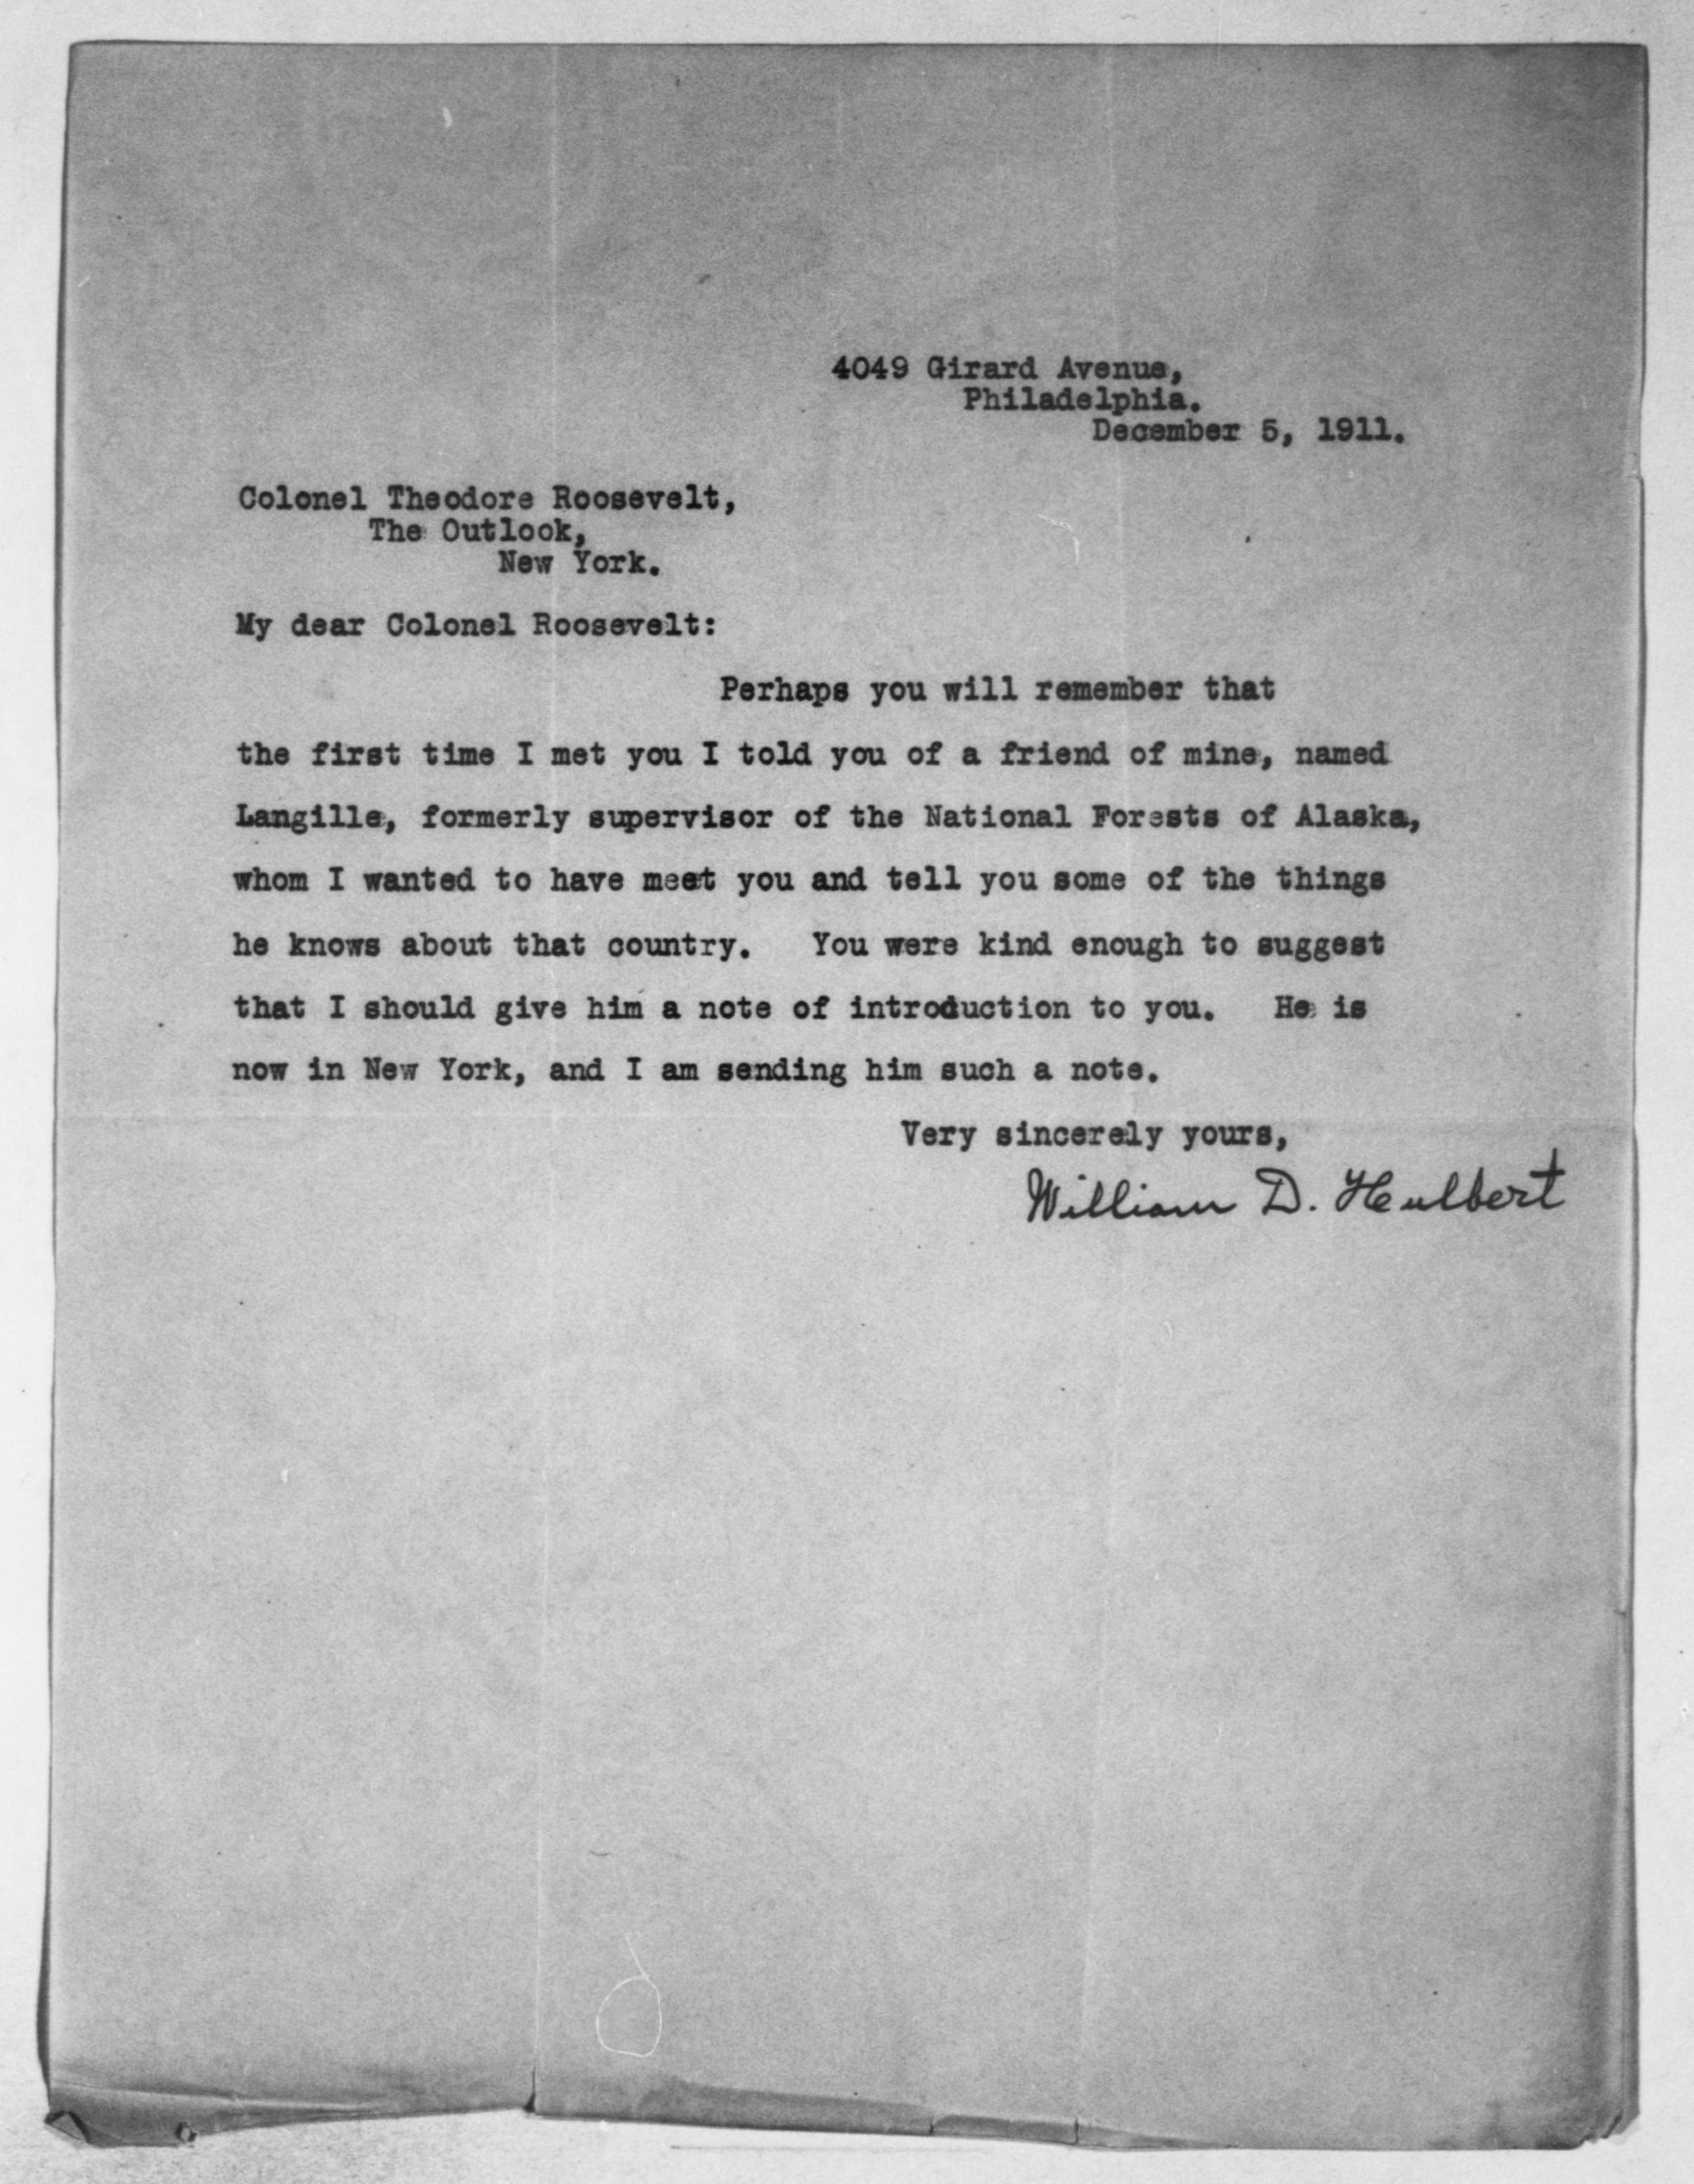 4049 Girard Avenue,
Philadelphia.
December 5, 1911.
Colonel Theodore Roosevelt,
The Outlook,
New York.
My dear Colonel Roosevelt:
Perhaps you will remember that
the first time I met you I told you of a friend of mine, named
Langille, formerly supervisor of the National Forests of Alaska,
whom I wanted to have meet you and tell you some of the things
he knows about that country. You were kind enough to suggest
that I should give him a note of introduction to you. He is
now in New York, and I am sending him such a note.
Very sincerely yours,
William D. Hulbert